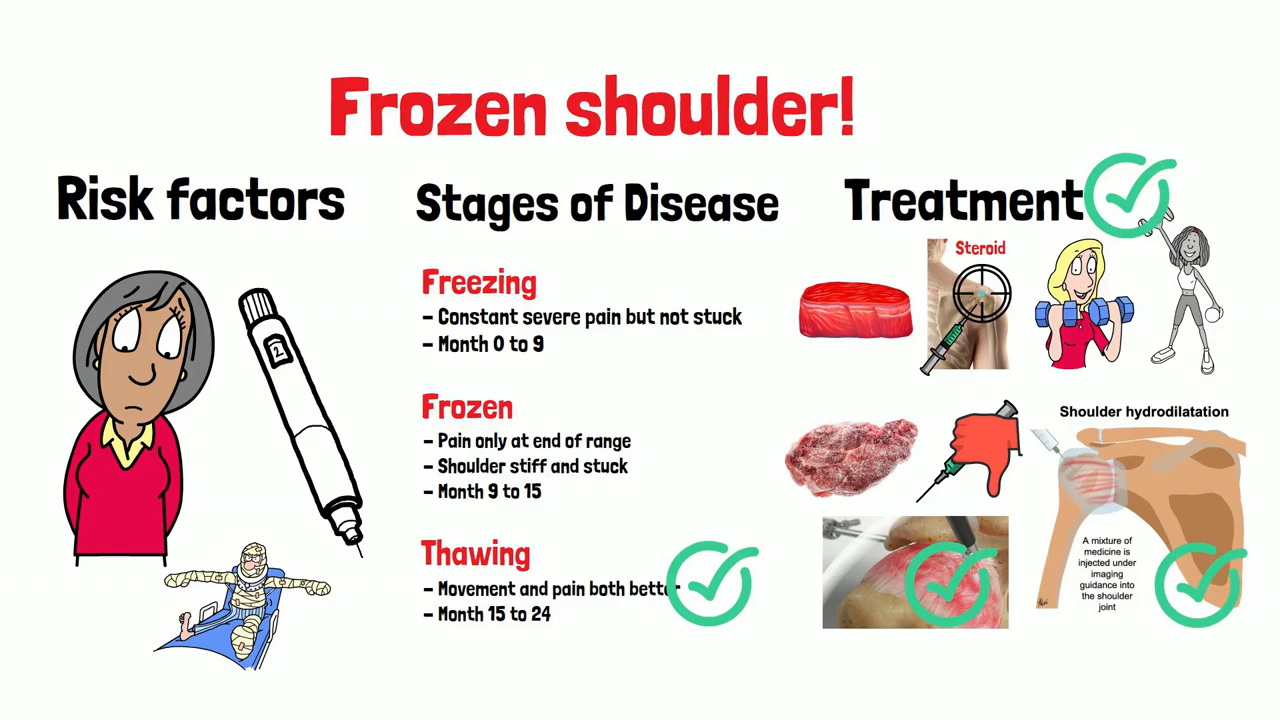 Frozen shoulder!
Risk factors
2
Stages of Disease
Freezing
– Constant severe pain but not stuck
– Month 0 to 9
Frozen
– Pain only at end of range
– Shoulder stiff and stuck
– Month 9 to 15
Thawing
– Movement and pain both better
– Month 15 to 24
Treatment
Steroid
Shoulder hydrodilatation
A mixture of
medicine is
injected under
imaging
guidance into
the shoulder
joint